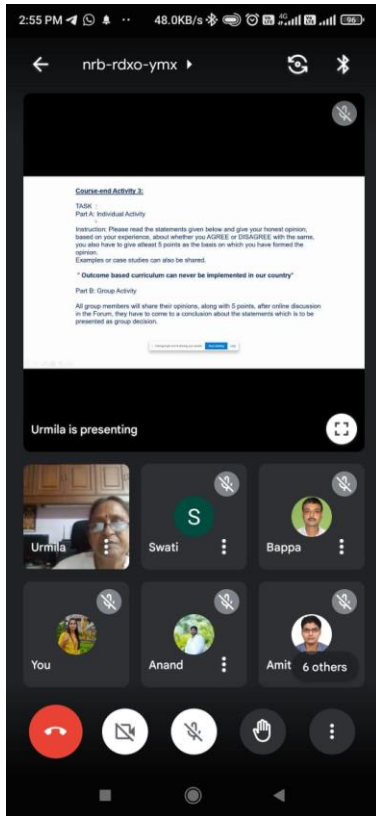 2:55 PM 48.0KB/s 4G 96
nrb-rdxo-ymx
Course-end Activity 3:
TASK :
Part A: Individual Activity
Instruction: Please read the statements given below and give your honest opinion,
based on your experience, about whether you AGREE or DISAGREE with the same,
you also have to give atleast 5 points as the basis on which you have formed the
opinion.
Examples or case studies can also be shared.
" Outcome based curriculum can never be implemented in our country"
Part B: Group Activity
All group members will share their opinions, along with 5 points, after online discussion
in the Forum, they have to come to a conclusion about the statements which is to be
presented as group decision.
Urmila is presenting
Urmila
S
Swati
Bappa
You
Anand
Amit
6 others